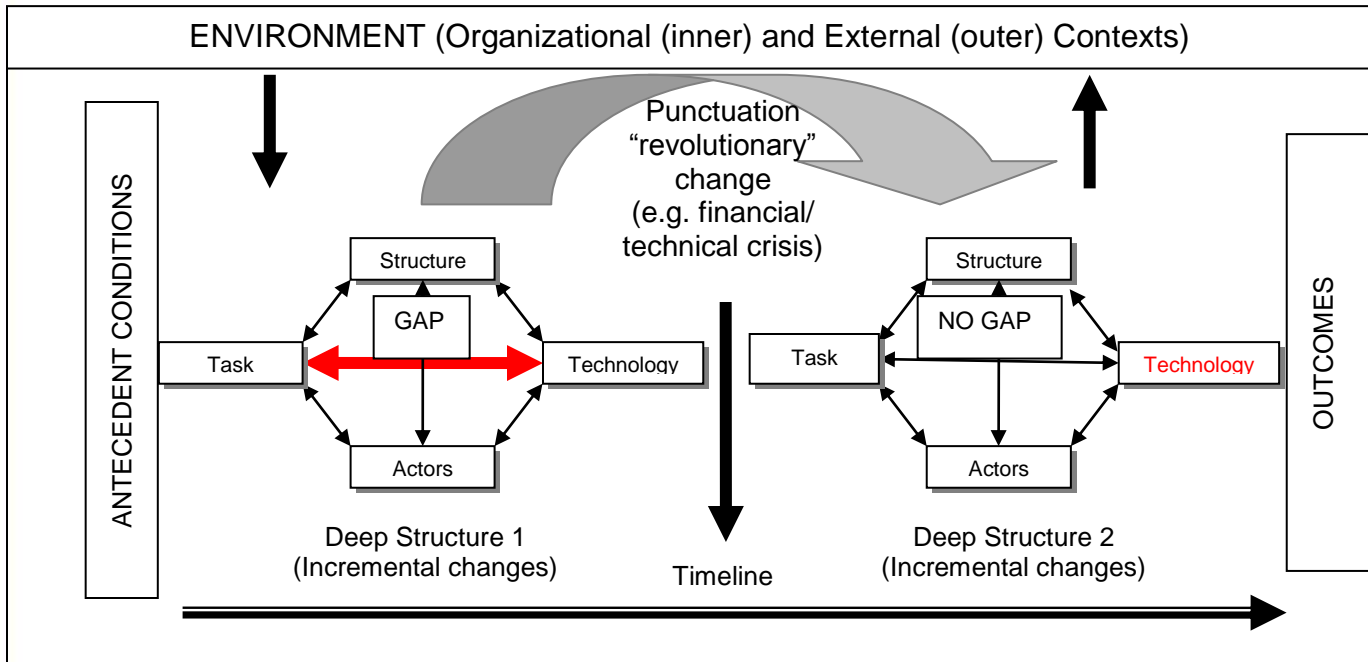 ENVIRONMENT (Organizational (inner) and External (outer) Contexts)
ANTECEDENT CONDITIONS
Punctuation
“revolutionary”
change
(e.g. financial/
technical crisis)
Structure
GAP
Task
Technology
Actors
Deep Structure 1
(Incremental changes)
Structure
NO GAP
Task
Technology
Actors
Deep Structure 2
(Incremental changes)
Timeline
OUTCOMES